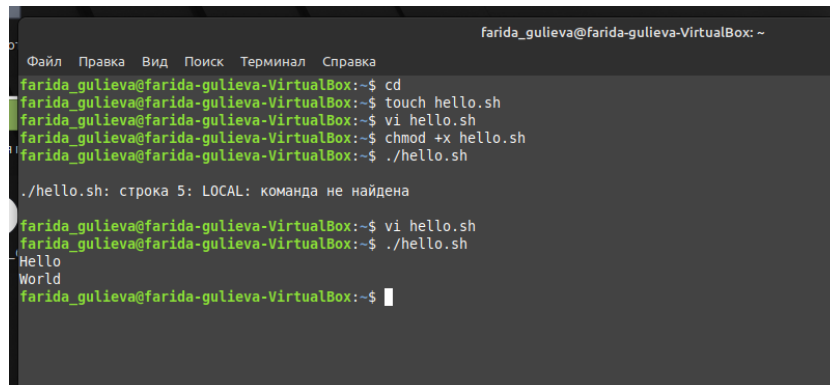 farida_gulieva@farida-gulieva-VirtualBox: ~
Файл Правка Вид Поиск Терминал Справка
farida_gulieva@farida-gulieva-VirtualBox:~$ cd
farida_gulieva@farida-gulieva-VirtualBox:~$ touch hello.sh
farida_gulieva@farida-gulieva-VirtualBox:~$ vi hello.sh
farida_gulieva@farida-gulieva-VirtualBox:~$ chmod +x hello.sh
farida_gulieva@farida-gulieva-VirtualBox:~$ ./hello.sh
./hello.sh: строка 5: LOCAL: команда не найдена
farida_gulieva@farida-gulieva-VirtualBox:~$ vi hello.sh
farida_gulieva@farida-gulieva-VirtualBox:~$ ./hello.sh
Hello
World
farida_gulieva@farida-gulieva-VirtualBox:~$